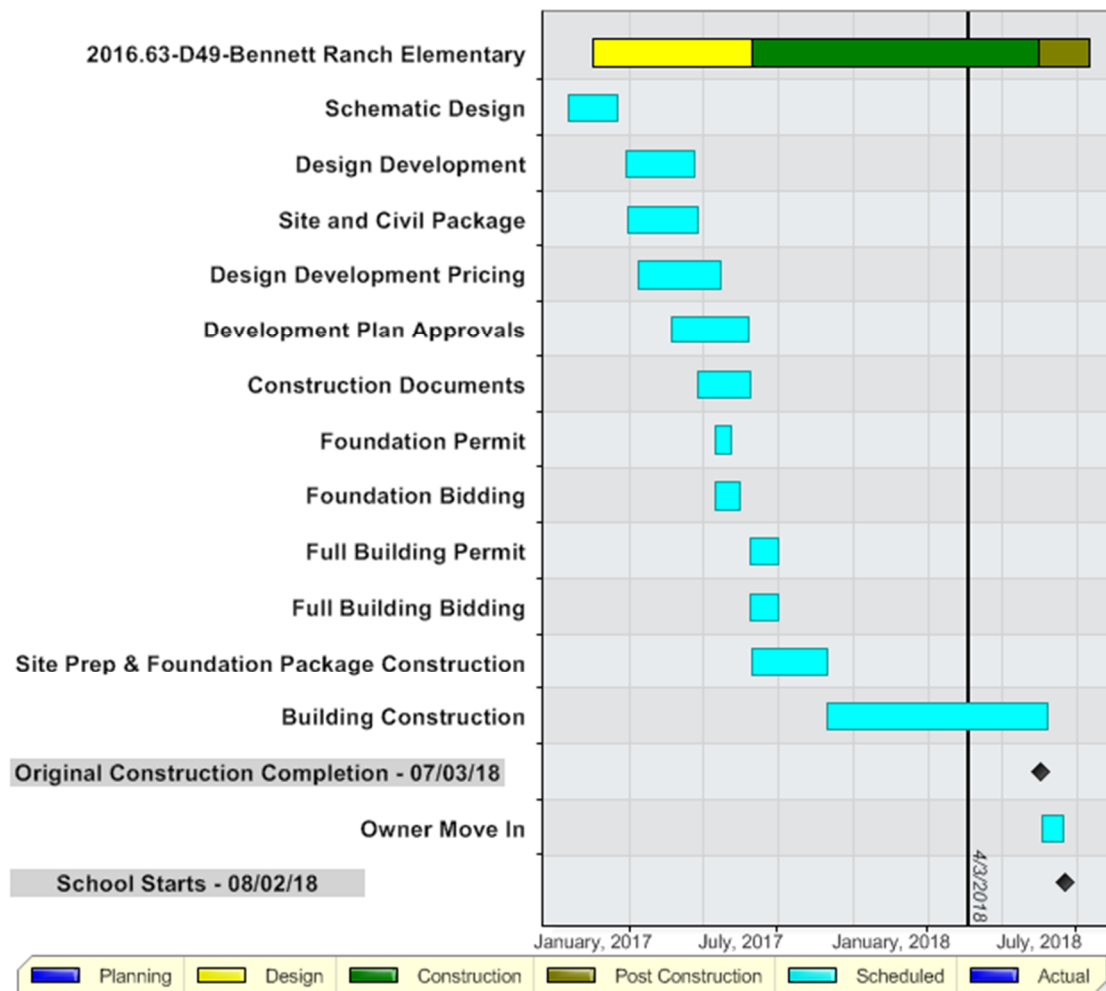 2016.63-D49-Bennett Ranch Elementary
Schematic Design
Design Development
Site and Civil Package
Design Development Pricing
Development Plan Approvals
Construction Documents
Foundation Permit
Foundation Bidding
Full Building Permit
Full Building Bidding
Site Prep & Foundation Package Construction
Building Construction
Original Construction Completion - 07/03/18
Owner Move In
School Starts - 08/02/18
4/3/2018
January, 2017 July, 2017 January, 2018 July, 2018
Planning Design Construction Post Construction Scheduled Actual